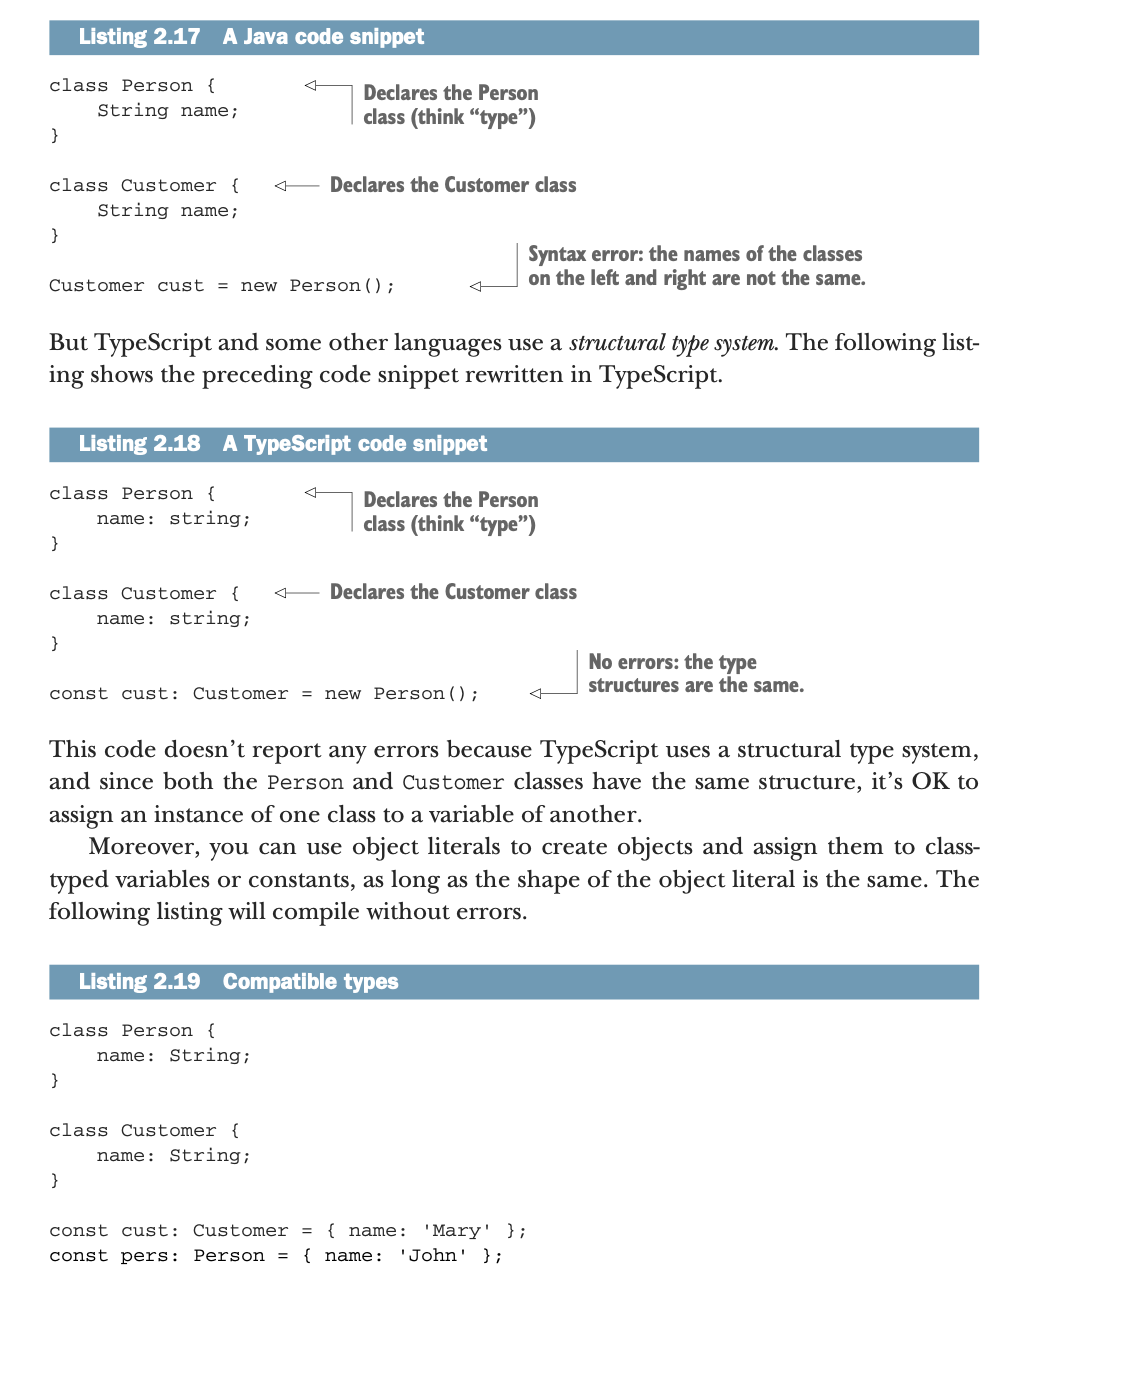 Listing 2.17 A Java code snippet
class Person {
    String name;
}
Declares the Person
class (think “type”)
class Customer {
    String name;
}
Declares the Customer class
Customer cust = new Person();
Syntax error: the names of the classes
on the left and right are not the same.
But TypeScript and some other languages use a structural type system. The following list-
ing shows the preceding code snippet rewritten in TypeScript.
Listing 2.18 A TypeScript code snippet
class Person {
    name: string;
}
Declares the Person
class (think “type”)
class Customer {
    name: string;
}
Declares the Customer class
const cust: Customer = new Person();
No errors: the type
structures are the same.
This code doesn’t report any errors because TypeScript uses a structural type system,
and since both the Person and Customer classes have the same structure, it’s OK to
assign an instance of one class to a variable of another.
Moreover, you can use object literals to create objects and assign them to class-
typed variables or constants, as long as the shape of the object literal is the same. The
following listing will compile without errors.
Listing 2.19 Compatible types
class Person {
    name: String;
}
class Customer {
    name: String;
}
const cust: Customer = { name: 'Mary' };
const pers: Person = { name: 'John' };